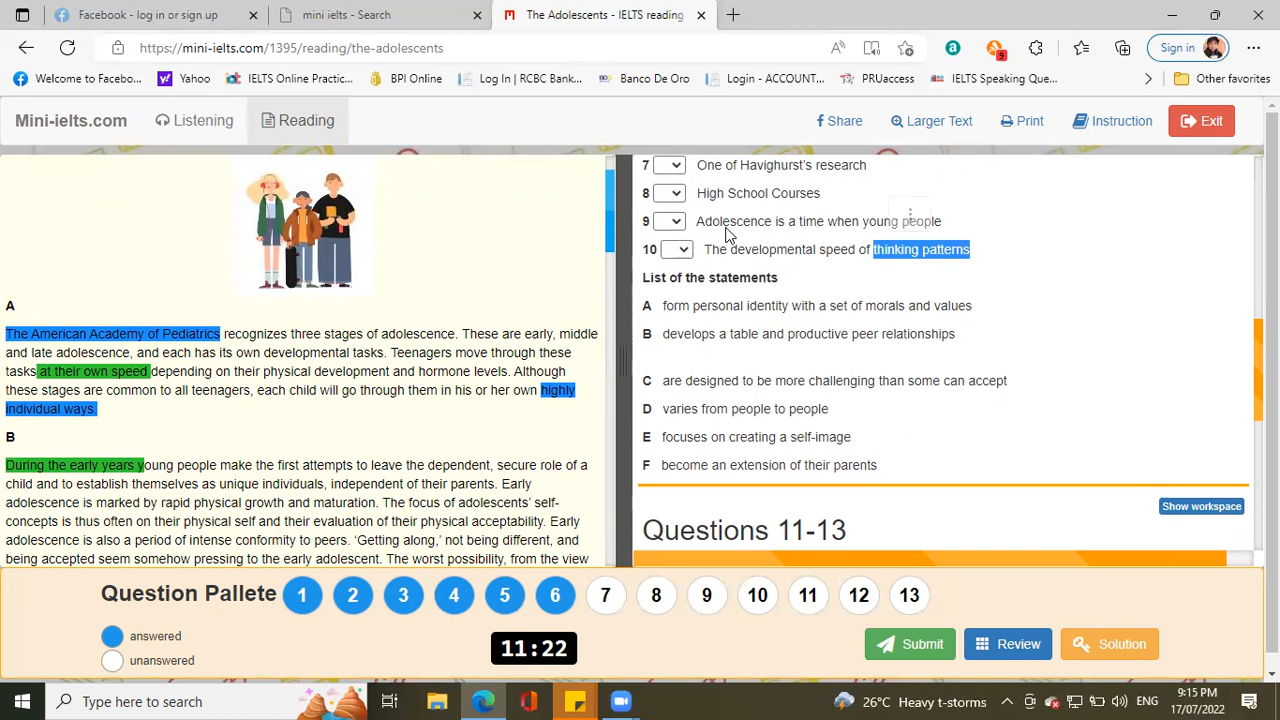 Facebook - log in or sign up
mini ielts - Search
The Adolescents - IELTS reading
https://mini-ielts.com/1395/reading/the-adolescents
Sign in
9
Welcome to Facebo...
Yahoo
IELTS Online Practic...
BPI Online
Log In | RCBC Bank...
Banco De Oro
Login - ACCOUNT...
PRUaccess
IELTS Speaking Que...
Other favorites
Mini-ielts.com
Listening
Reading
Share
Larger Text
Print
Instruction
Exit
A
The American Academy of Pediatrics recognizes three stages of adolescence. These are early, middle
and late adolescence, and each has its own developmental tasks. Teenagers move through these
tasks at their own speed depending on their physical development and hormone levels. Although
these stages are common to all teenagers, each child will go through them in his or her own highly
individual ways.
B
During the early years young people make the first attempts to leave the dependent, secure role of a
child and to establish themselves as unique individuals, independent of their parents. Early
adolescence is marked by rapid physical growth and maturation. The focus of adolescents' self-
concepts is thus often on their physical self and their evaluation of their physical acceptability. Early
adolescence is also a period of intense conformity to peers. 'Getting along,' not being different, and
being accepted seem somehow pressing to the early adolescent. The worst possibility, from the view
7 One of Havighurst's research
8 High School Courses
9 Adolescence is a time when young people
10 The developmental speed of thinking patterns
List of the statements
A form personal identity with a set of morals and values
B develops a table and productive peer relationships
C are designed to be more challenging than some can accept
D varies from people to people
E focuses on creating a self-image
F become an extension of their parents
Show workspace
Questions 11-13
Question Pallete 1 2 3 4 5 6 7 8 9 10 11 12 13
answered
unanswered
11:22
Submit
Review
Solution
Type here to search
26°C Heavy t-storms
ENG
9:15 PM
17/07/2022